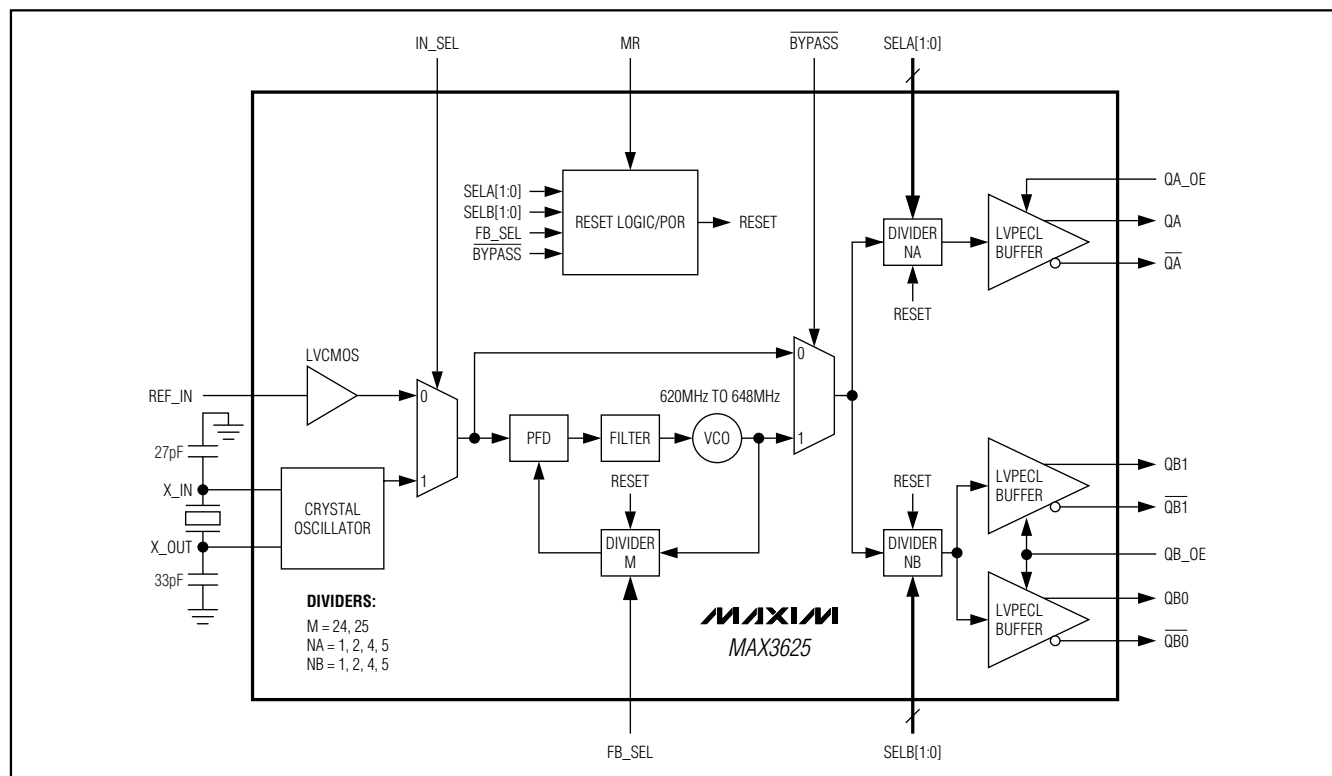 IN_SEL
MR
BYPASS
SELA[1:0]
SELA[1:0]
SELB[1:0]
FB_SEL
BYPASS
RESET LOGIC/POR
RESET
QA_OE
QA
QA
DIVIDER
NA
LVPECL
BUFFER
RESET
LVCMOS
REF_IN
0
1
0
1
620MHz TO 648MHz
PFD
FILTER
VCO
27pF
X_IN
X_OUT
33pF
CRYSTAL
OSCILLATOR
RESET
DIVIDER
M
RESET
DIVIDER
NB
LVPECL
BUFFER
LVPECL
BUFFER
QB1
QB1
QB_OE
QB0
QB0
DIVIDERS:
M = 24, 25
NA = 1, 2, 4, 5
NB = 1, 2, 4, 5
MAXIM
MAX3625
FB_SEL
SELB[1:0]